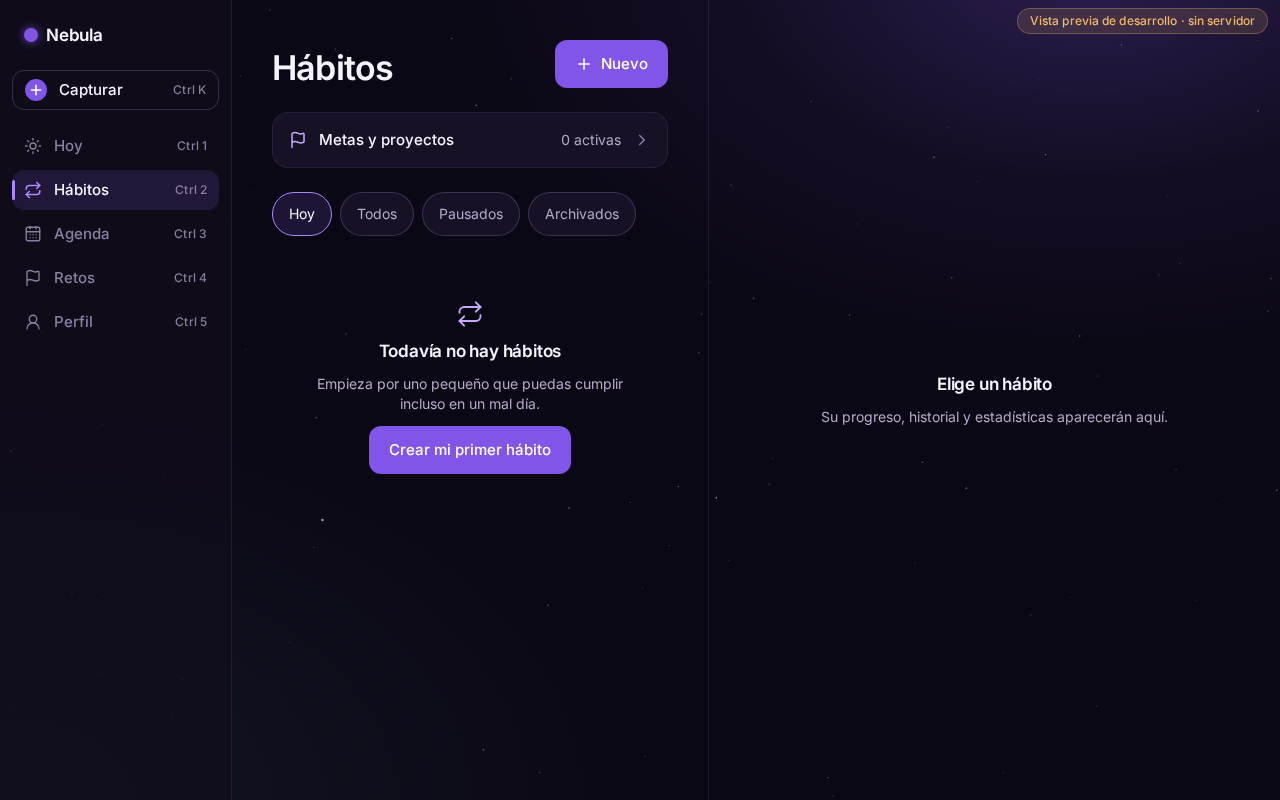 Nebula
Capturar Ctrl K
Hoy Ctrl 1
Hábitos Ctrl 2
Agenda Ctrl 3
Retos Ctrl 4
Perfil Ctrl 5
Hábitos
Nuevo
Metas y proyectos 0 activas
Hoy Todos Pausados Archivados
Todavía no hay hábitos
Empieza por uno pequeño que puedas cumplir
incluso en un mal día.
Crear mi primer hábito
Vista previa de desarrollo · sin servidor
Elige un hábito
Su progreso, historial y estadísticas aparecerán aquí.